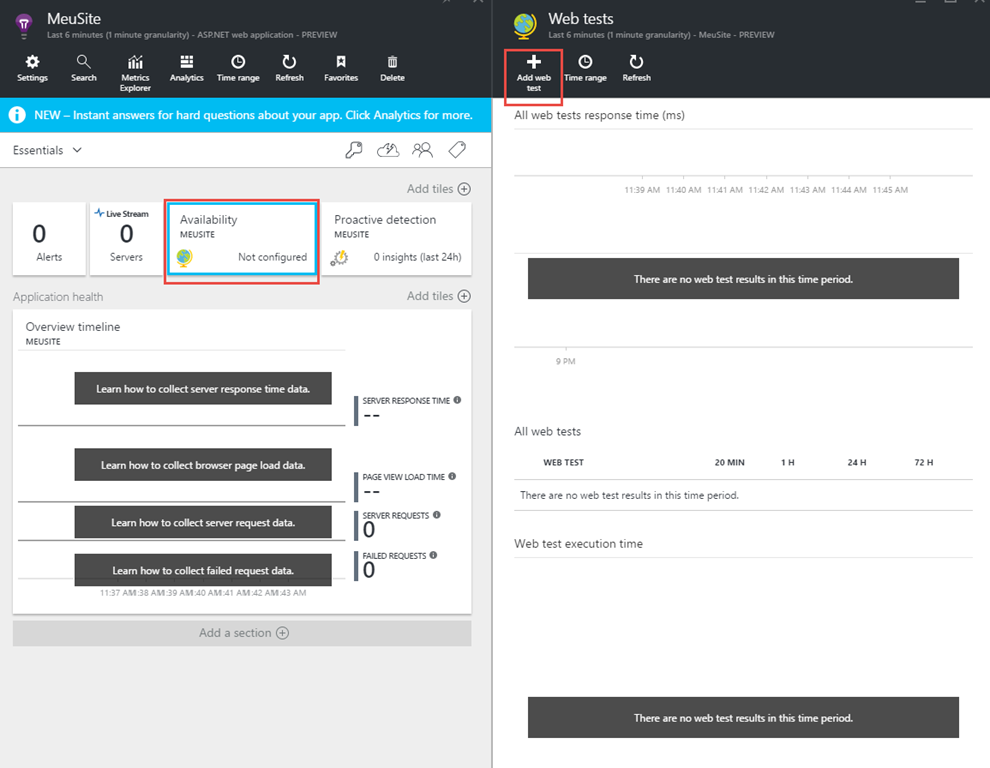 MeuSite
Last 6 minutes (1 minute granularity) - ASP.NET web application - PREVIEW
Settings
Search
Metrics
Explorer
Analytics
Time range
Refresh
Favorites
Delete
NEW – Instant answers for hard questions about your app. Click Analytics for more.
Essentials
Add tiles
0
Alerts
Live Stream
0
Servers
Availability
MEUSITE
Not configured
Proactive detection
MEUSITE
0 insights (last 24h)
Application health
Add tiles
Overview timeline
MEUSITE
Learn how to collect server response time data.
SERVER RESPONSE TIME
--
Learn how to collect browser page load data.
PAGE VIEW LOAD TIME
--
Learn how to collect server request data.
SERVER REQUESTS
0
Learn how to collect failed request data.
FAILED REQUESTS
0
11:37 AM 11:38 AM 11:39 AM 11:40 AM 11:41 AM 11:42 AM 11:43 AM
Add a section
Web tests
Last 6 minutes (1 minute granularity) - MeuSite - PREVIEW
Add web
test
Time range
Refresh
All web tests response time (ms)
11:39 AM 11:40 AM 11:41 AM 11:42 AM 11:43 AM 11:44 AM 11:45 AM
There are no web test results in this time period.
9 PM
All web tests
WEB TEST 20 MIN 1 H 24 H 72 H
There are no web test results in this time period.
Web test execution time
There are no web test results in this time period.